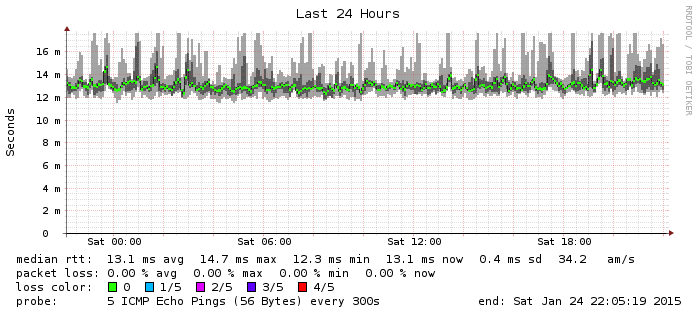 Last 24 Hours
RRDTOOL / TOBI OETIKER
Seconds
16 m
14 m
12 m
10 m
8 m
6 m
4 m
2 m
0
Sat 00:00 Sat 06:00 Sat 12:00 Sat 18:00
median rtt: 13.1 ms avg 14.7 ms max 12.3 ms min 13.1 ms now 0.4 ms sd 34.2 am/s
packet loss: 0.00 % avg 0.00 % max 0.00 % min 0.00 % now
loss color: 0 1/5 2/5 3/5 4/5
probe: 5 ICMP Echo Pings (56 Bytes) every 300s end: Sat Jan 24 22:05:19 2015